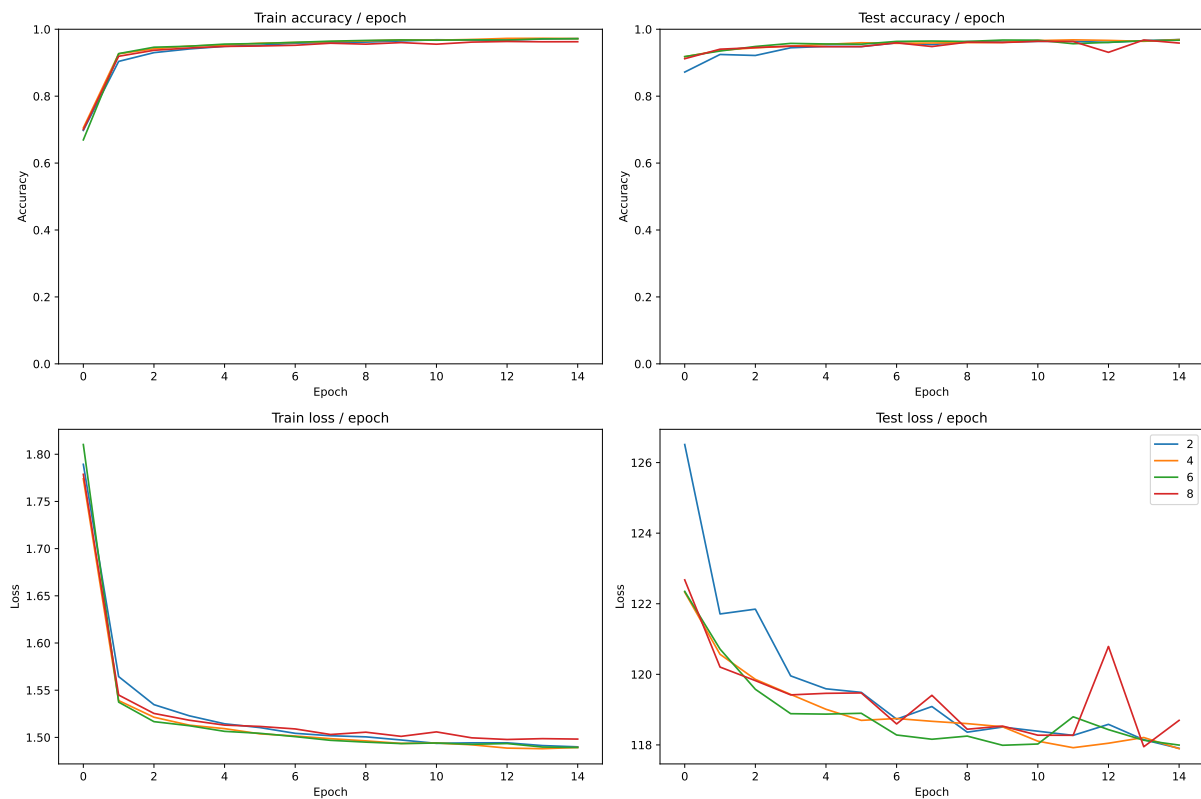 Train accuracy / epoch
1.0
0.8
0.6
0.4
0.2
0.0
Accuracy
0 2 4 6 8 10 12 14
Epoch
Test accuracy / epoch
1.0
0.8
0.6
0.4
0.2
0.0
Accuracy
0 2 4 6 8 10 12 14
Epoch
Train loss / epoch
1.80
1.75
1.70
1.65
1.60
1.55
1.50
Loss
0 2 4 6 8 10 12 14
Epoch
Test loss / epoch
126
124
122
120
118
Loss
0 2 4 6 8 10 12 14
Epoch
2
4
6
8